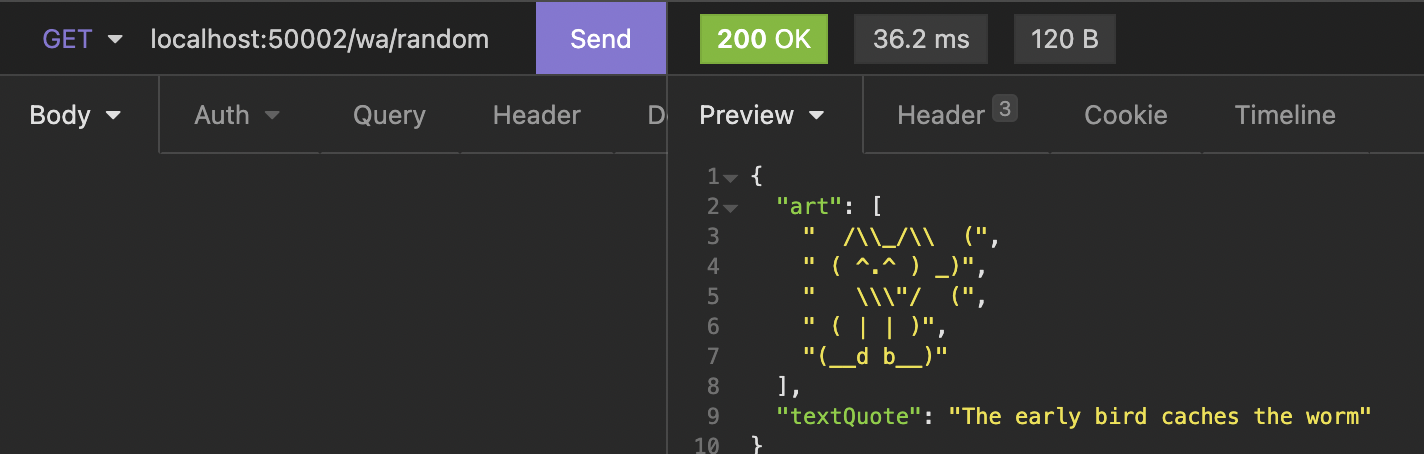 GET localhost:50002/wa/random Send 200 OK 36.2 ms 120 B
Body Auth Query Header D Preview Header 3 Cookie Timeline
1 {
2   "art": [
3     "  /\\_/\\  (",
4     " ( ^.^ ) _)",
5     "   \\\"/  (",
6     " ( | | )",
7     "(__d b__)"
8   ],
9   "textQuote": "The early bird caches the worm"
10 }